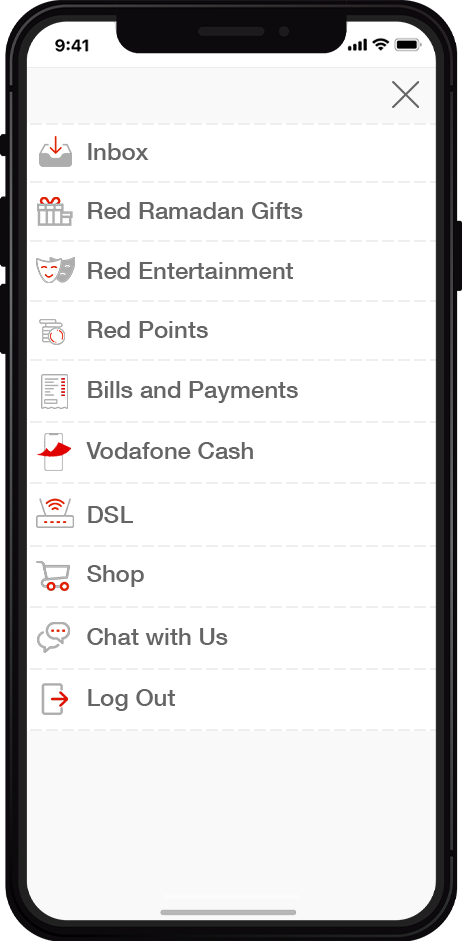 9:41
Inbox
Red Ramadan Gifts
Red Entertainment
Red Points
Bills and Payments
Vodafone Cash
DSL
Shop
Chat with Us
Log Out